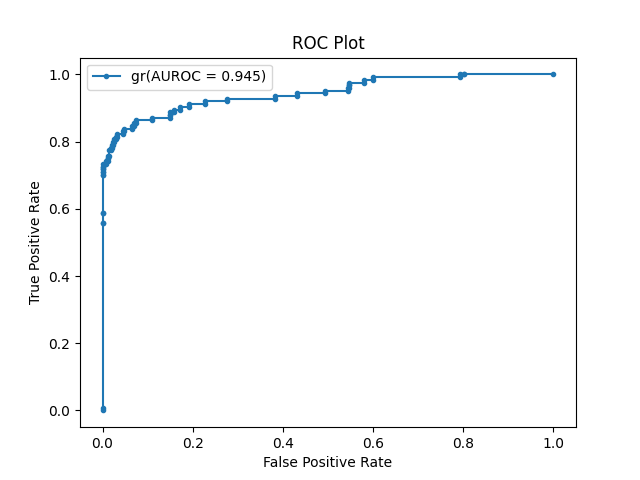 ROC Plot
gr(AUROC = 0.945)
1.0
0.8
0.6
0.4
0.2
0.0
True Positive Rate
0.0 0.2 0.4 0.6 0.8 1.0
False Positive Rate